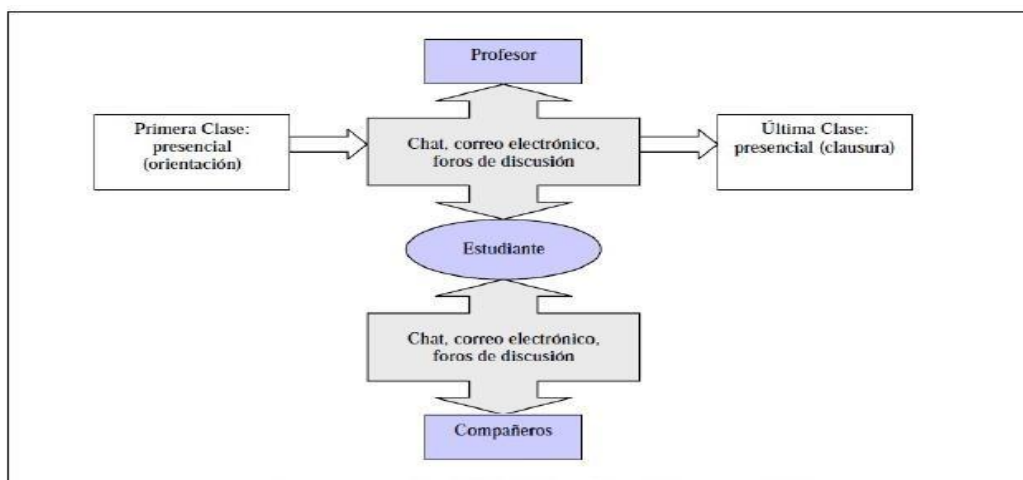 Profesor
Primera Clase:
presencial
(orientación)
Chat, correo electrónico,
foros de discusión
Última Clase:
presencial (clausura)
Estudiante
Chat, correo electrónico,
foros de discusión
Compañeros